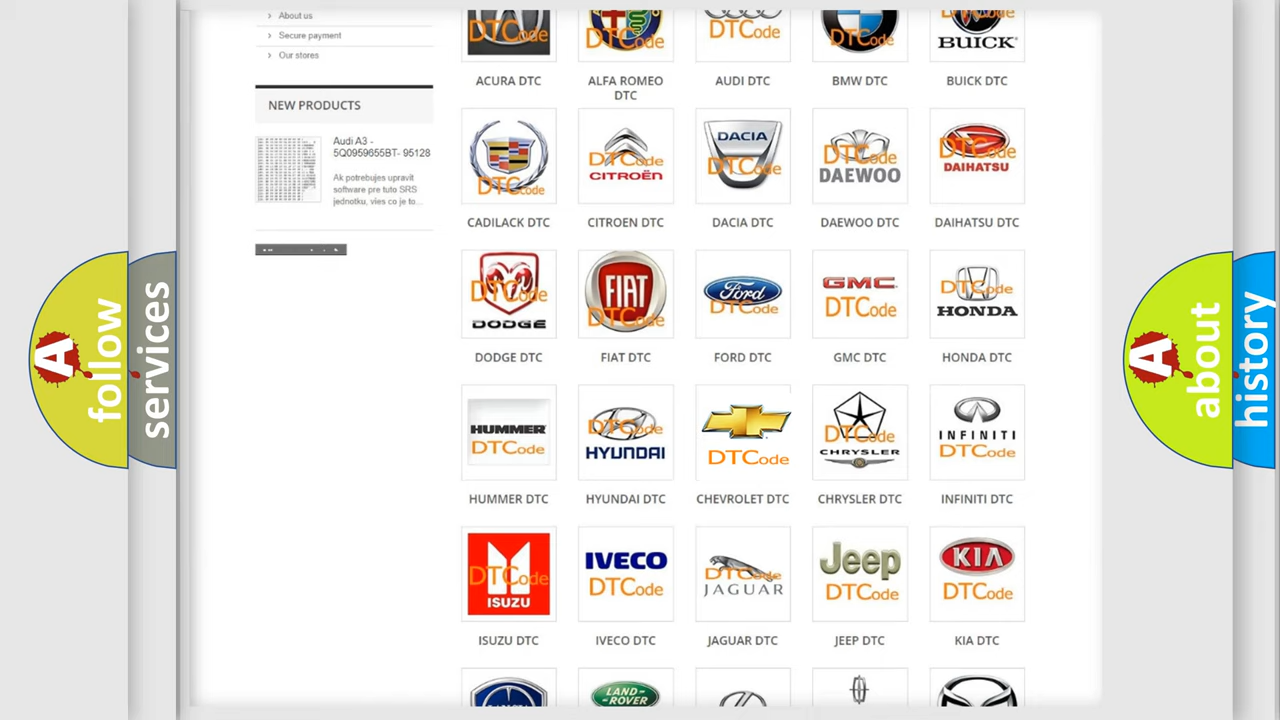 About us
Secure payment
Our stores
NEW PRODUCTS
Audi A3 -
5Q0959655BT- 95128
Ak potrebujes upravit
software pre tuto SRS
jednotku, vies co je to...
DTCode
DTCode
DTCode
DTCode
BUICK
ACURA DTC
ALFA ROMEO
DTC
AUDI DTC
BMW DTC
BUICK DTC
DTCode
DTCode
CITROËN
DACIA
DTCode
DTCode
DAEWOO
DTCode
DAIHATSU
CADILACK DTC
CITROEN DTC
DACIA DTC
DAEWOO DTC
DAIHATSU DTC
DTCode
DODGE
FIAT
DTCode
Ford
DTCode
GMC
DTCode
DTCode
HONDA
DODGE DTC
FIAT DTC
FORD DTC
GMC DTC
HONDA DTC
HUMMER
DTCode
DTCode
HYUNDAI
DTCode
DTCode
CHRYSLER
INFINITI
DTCode
HUMMER DTC
HYUNDAI DTC
CHEVROLET DTC
CHRYSLER DTC
INFINITI DTC
DTCode
ISUZU
IVECO
DTCode
DTCode
JAGUAR
Jeep
DTCode
KIA
DTCode
ISUZU DTC
IVECO DTC
JAGUAR DTC
JEEP DTC
KIA DTC
LAND-
ROVER
A
follow
services
A
about
history